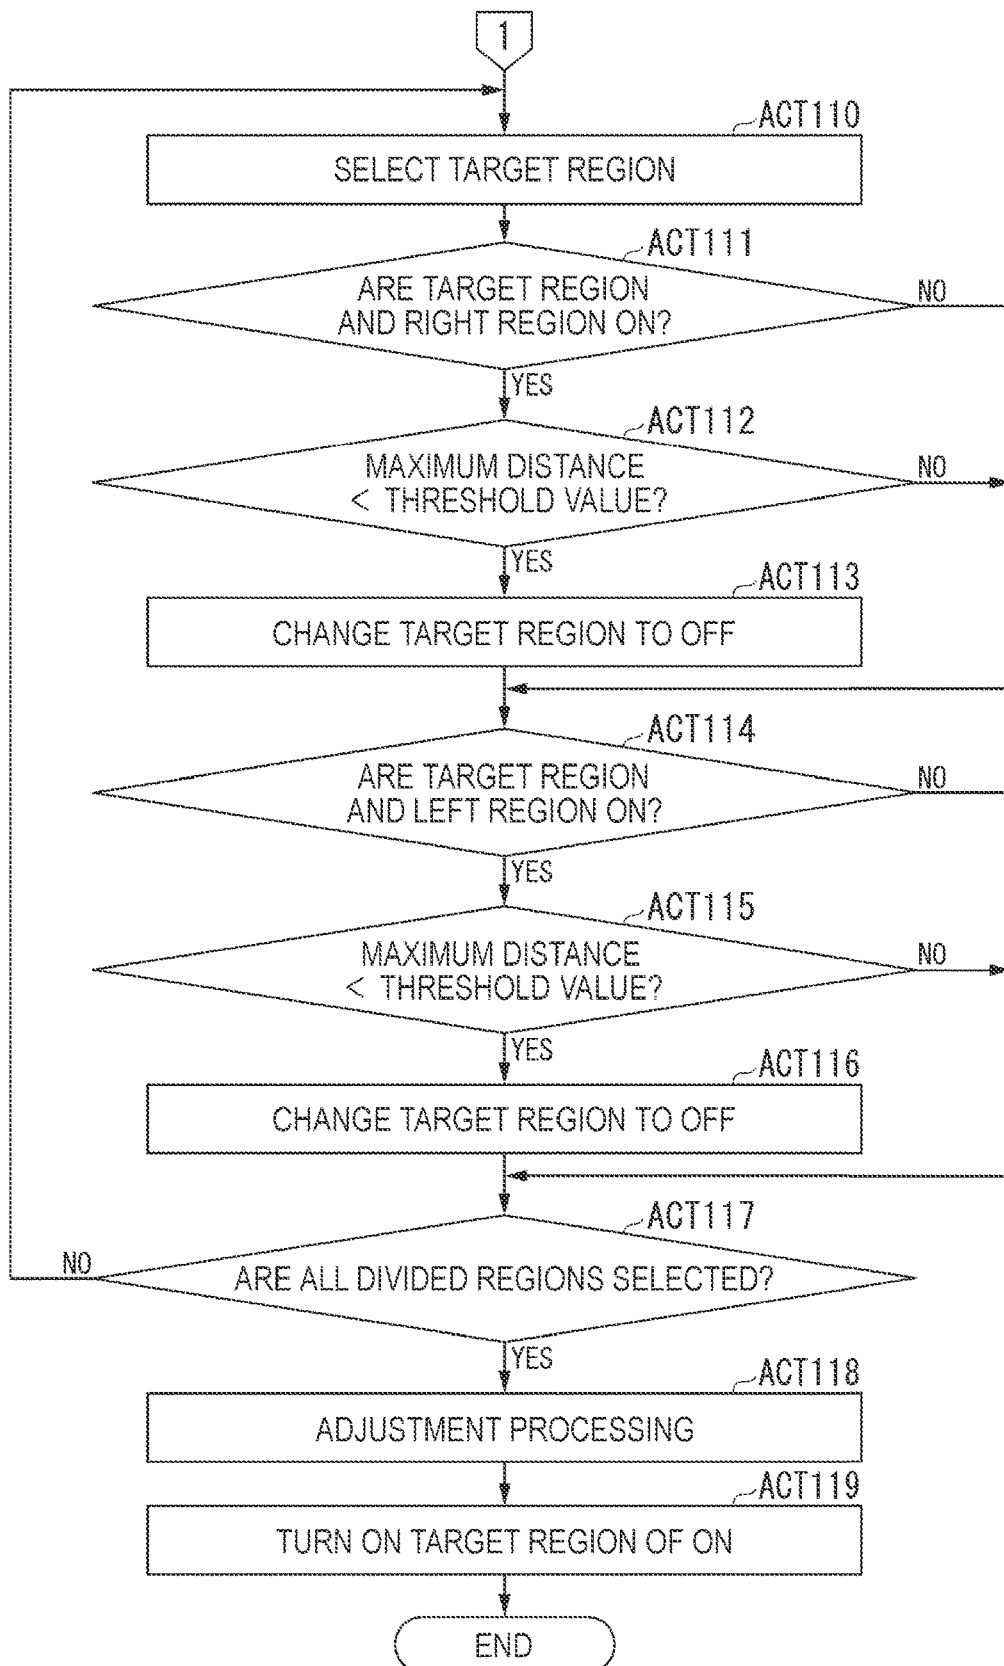 1
ACT110
SELECT TARGET REGION
ACT111
ARE TARGET REGION
AND RIGHT REGION ON?
NO
YES
ACT112
MAXIMUM DISTANCE
< THRESHOLD VALUE?
NO
YES
ACT113
CHANGE TARGET REGION TO OFF
ACT114
ARE TARGET REGION
AND LEFT REGION ON?
NO
YES
ACT115
MAXIMUM DISTANCE
< THRESHOLD VALUE?
NO
YES
ACT116
CHANGE TARGET REGION TO OFF
ACT117
NO
ARE ALL DIVIDED REGIONS SELECTED?
YES
ACT118
ADJUSTMENT PROCESSING
ACT119
TURN ON TARGET REGION OF ON
END